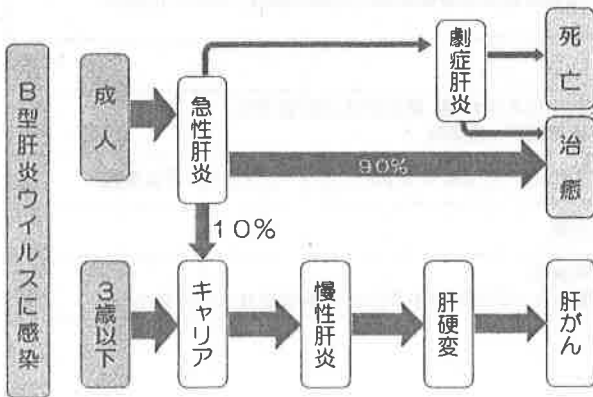 B型肝炎ウイルスに感染
成人
急性肝炎
劇症肝炎
死亡
治癒
90%
10%
3歳以下
キャリア
慢性肝炎
肝硬変
肝がん